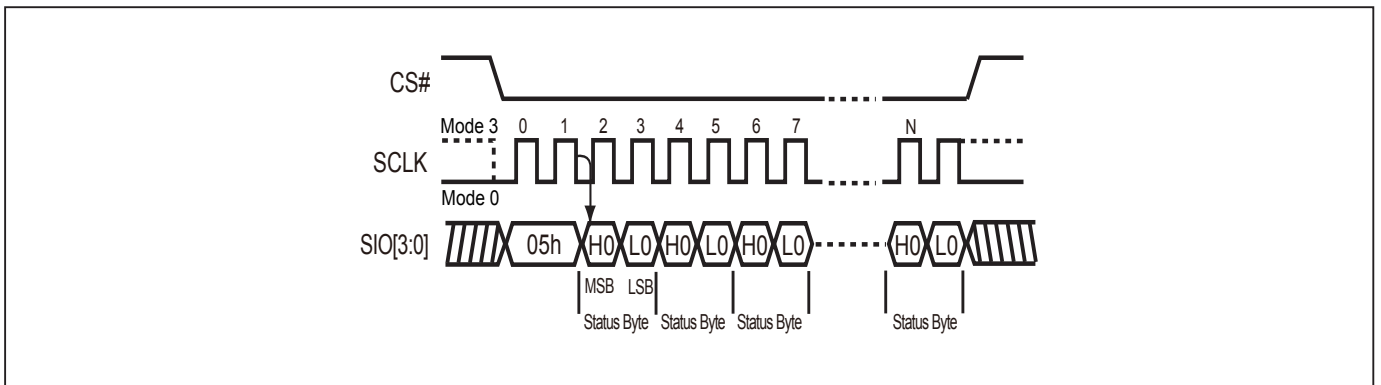 CS#
Mode 3 0 1 2 3 4 5 6 7 N
SCLK
Mode 0
SIO[3:0] 05h H0 L0 H0 L0 H0 L0 H0 L0
MSB LSB
Status Byte Status Byte Status Byte Status Byte